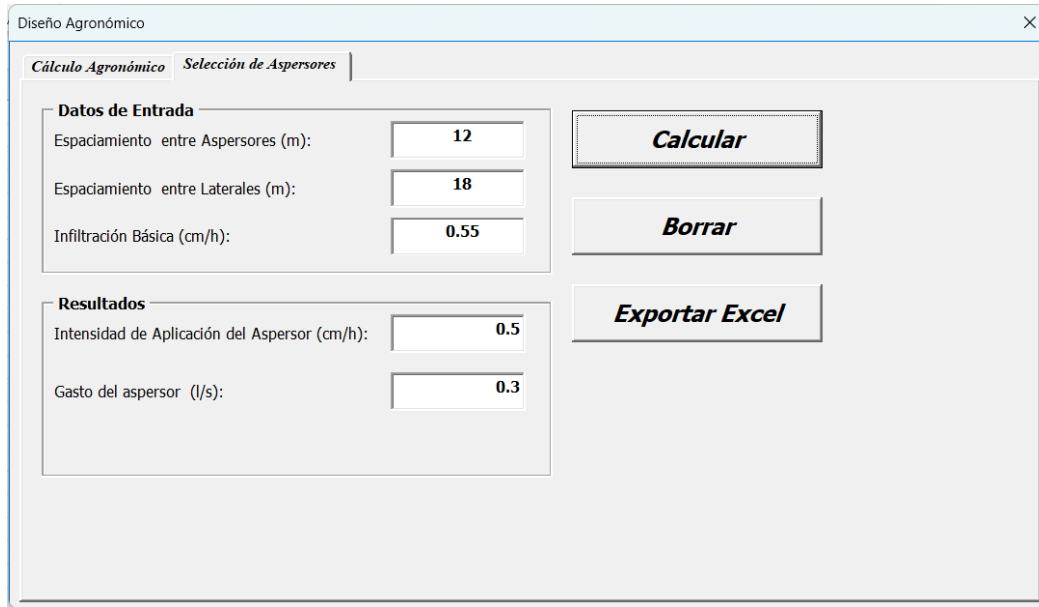 Diseño Agronómico
Cálculo Agronómico Selección de Aspersores
Datos de Entrada
Espaciamiento entre Aspersores (m): 12
Espaciamiento entre Laterales (m): 18
Infiltración Básica (cm/h): 0.55
Resultados
Intensidad de Aplicación del Aspersor (cm/h): 0.5
Gasto del aspersor (l/s): 0.3
Calcular
Borrar
Exportar Excel